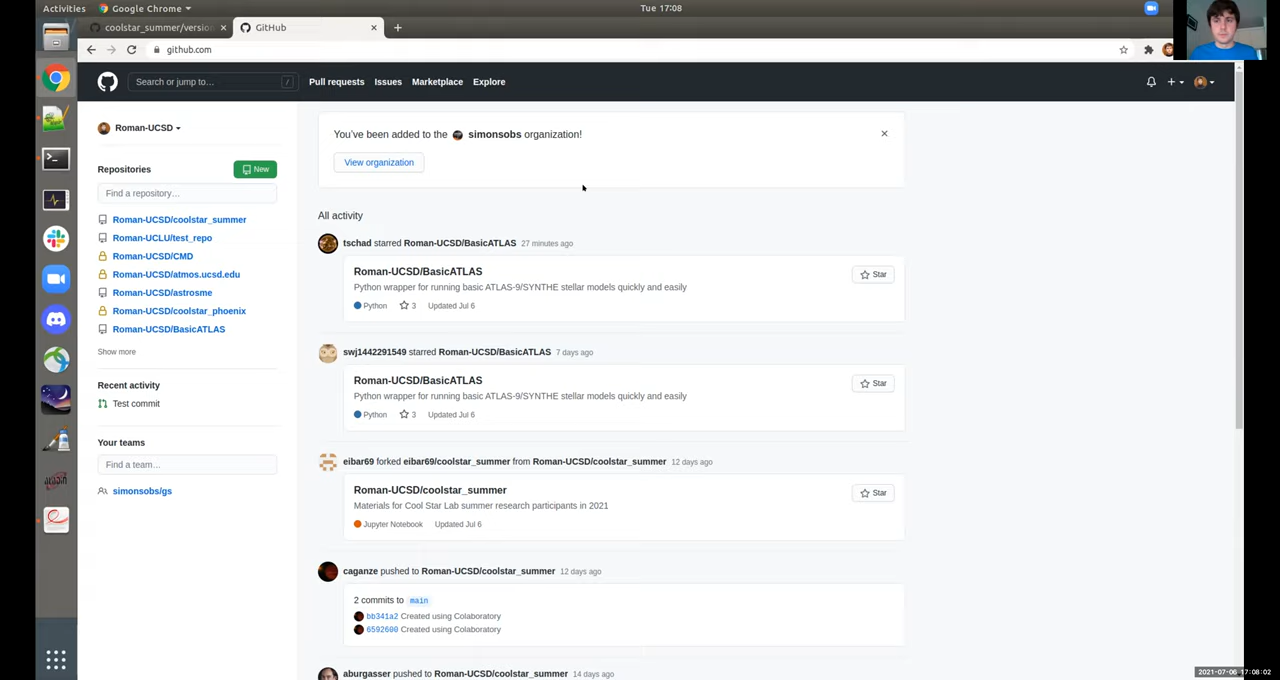 Activities
Google Chrome
Tue 17:08
coolstar_summer/versio
GitHub
github.com
Search or jump to…
/
Pull requests
Issues
Marketplace
Explore
Roman-UCSD
Repositories
New
Find a repository…
Roman-UCSD/coolstar_summer
Roman-UCLU/test_repo
Roman-UCSD/CMD
Roman-UCSD/atmos.ucsd.edu
Roman-UCSD/astrosme
Roman-UCSD/coolstar_phoenix
Roman-UCSD/BasicATLAS
Show more
Recent activity
Test commit
Your teams
Find a team…
simonsobs/gs
You've been added to the simonsobs organization!
View organization
All activity
tschad starred Roman-UCSD/BasicATLAS 27 minutes ago
Roman-UCSD/BasicATLAS
Star
Python wrapper for running basic ATLAS-9/SYNTHE stellar models quickly and easily
Python 3 Updated Jul 6
swj1442291549 starred Roman-UCSD/BasicATLAS 7 days ago
Roman-UCSD/BasicATLAS
Star
Python wrapper for running basic ATLAS-9/SYNTHE stellar models quickly and easily
Python 3 Updated Jul 6
eibar69 forked eibar69/coolstar_summer from Roman-UCSD/coolstar_summer 12 days ago
Roman-UCSD/coolstar_summer
Star
Materials for Cool Star Lab summer research participants in 2021
Jupyter Notebook Updated Jul 6
caganze pushed to Roman-UCSD/coolstar_summer 12 days ago
2 commits to main
bb341a2 Created using Colaboratory
6592600 Created using Colaboratory
aburgasser pushed to Roman-UCSD/coolstar_summer 14 days ago
2021-07-06 17:08:02